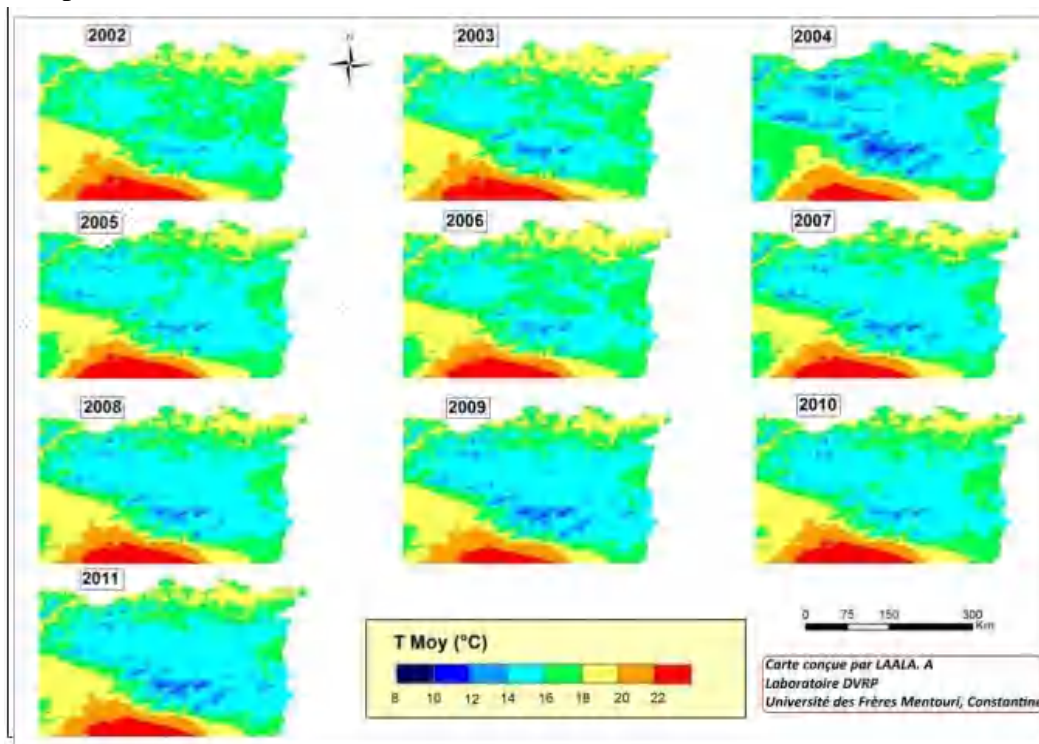 2002
N
2003
2004
2005
2006
2007
2008
2009
2010
2011
T Moy (°C)
8 10 12 14 16 18 20 22
0 75 150 300
Km
Carte conçue par LAALA. A
Laboratoire DVRP
Université des Frères Mentouri, Constantine